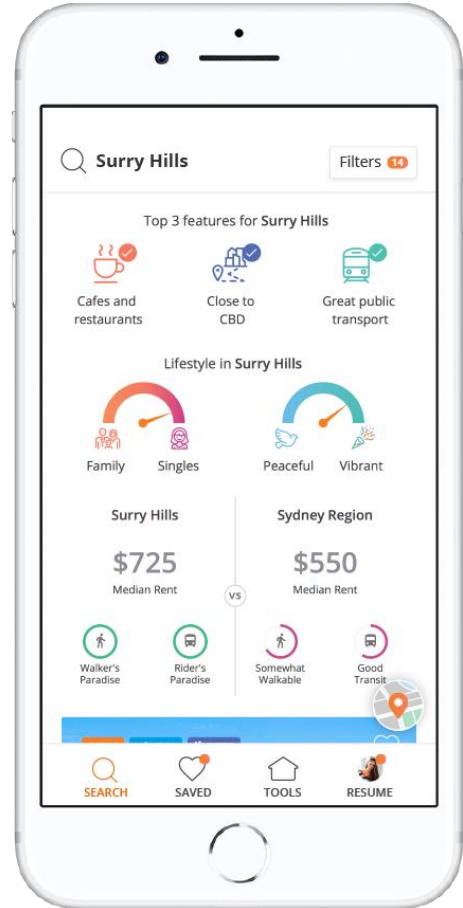 Surry Hills
Filters 14
Top 3 features for Surry Hills
Cafes and
restaurants
Close to
CBD
Great public
transport
Lifestyle in Surry Hills
Family
Singles
Peaceful
Vibrant
Surry Hills
Sydney Region
$725
$550
Median Rent
Median Rent
VS
Walker's
Paradise
Rider's
Paradise
Somewhat
Walkable
Good
Transit
SEARCH
SAVED
TOOLS
RESUME